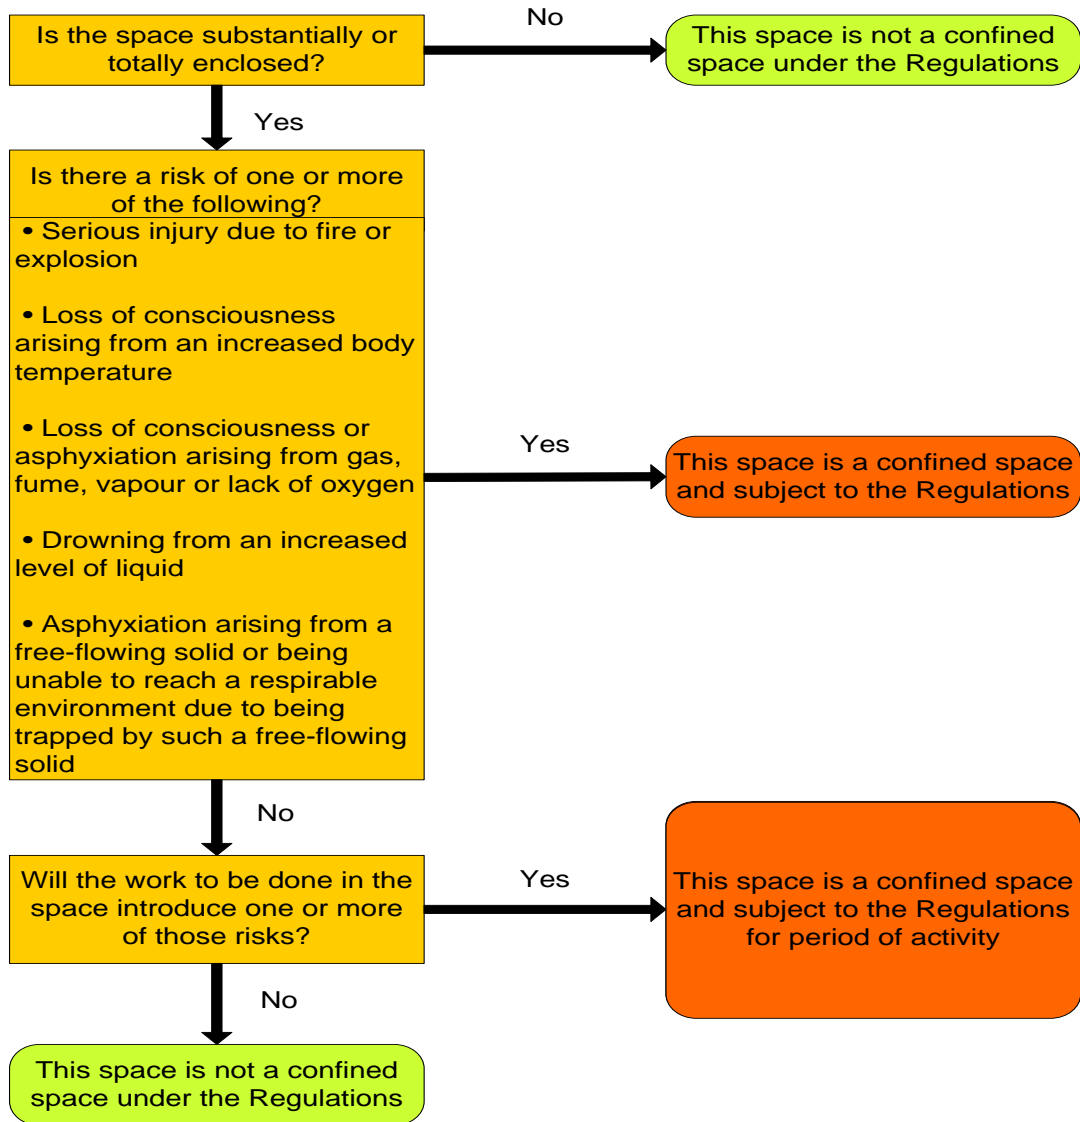 Is the space substantially or
totally enclosed?
No
This space is not a confined
space under the Regulations
Yes
Is there a risk of one or more
of the following?
• Serious injury due to fire or
explosion
• Loss of consciousness
arising from an increased body
temperature
• Loss of consciousness or
asphyxiation arising from gas,
fume, vapour or lack of oxygen
• Drowning from an increased
level of liquid
• Asphyxiation arising from a
free-flowing solid or being
unable to reach a respirable
environment due to being
trapped by such a free-flowing
solid
Yes
This space is a confined space
and subject to the Regulations
No
Will the work to be done in the
space introduce one or more
of those risks?
Yes
This space is a confined space
and subject to the Regulations
for period of activity
No
This space is not a confined
space under the Regulations